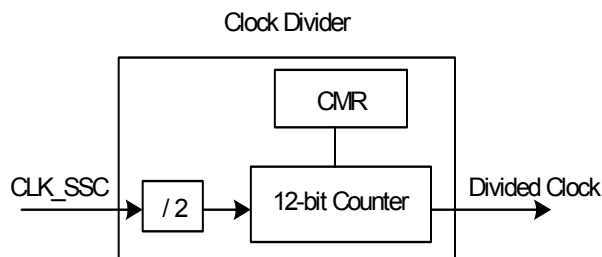 Clock Divider
CMR
CLK_SSC
/ 2
12-bit Counter
Divided Clock